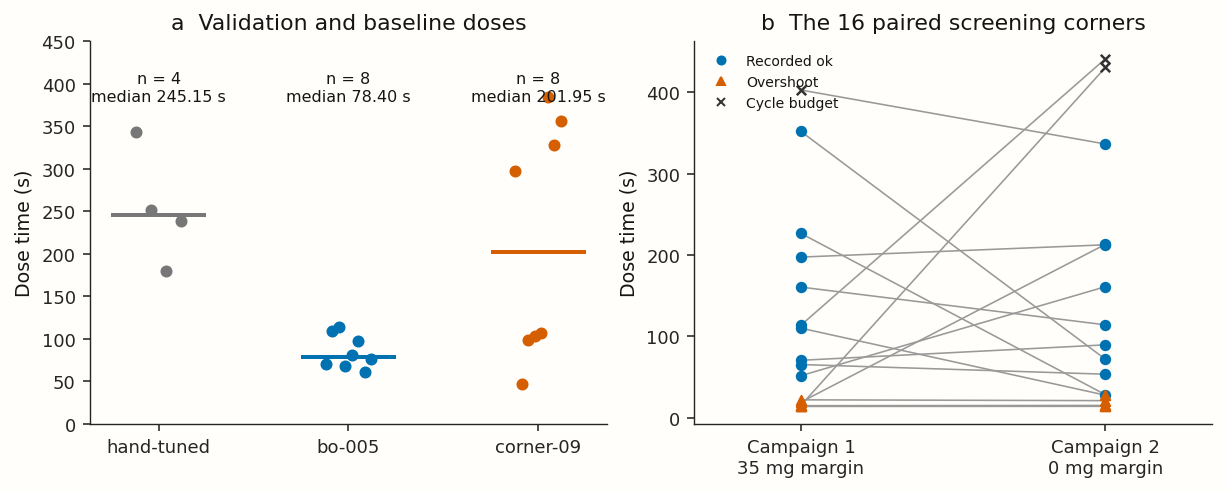 a  Validation and baseline doses
n = 4
median 245.15 s
n = 8
median 78.40 s
n = 8
median 201.95 s
Dose time (s)
450
400
350
300
250
200
150
100
50
0
hand-tuned
bo-005
corner-09
b  The 16 paired screening corners
Recorded ok
Overshoot
Cycle budget
Dose time (s)
400
300
200
100
0
Campaign 1
35 mg margin
Campaign 2
0 mg margin